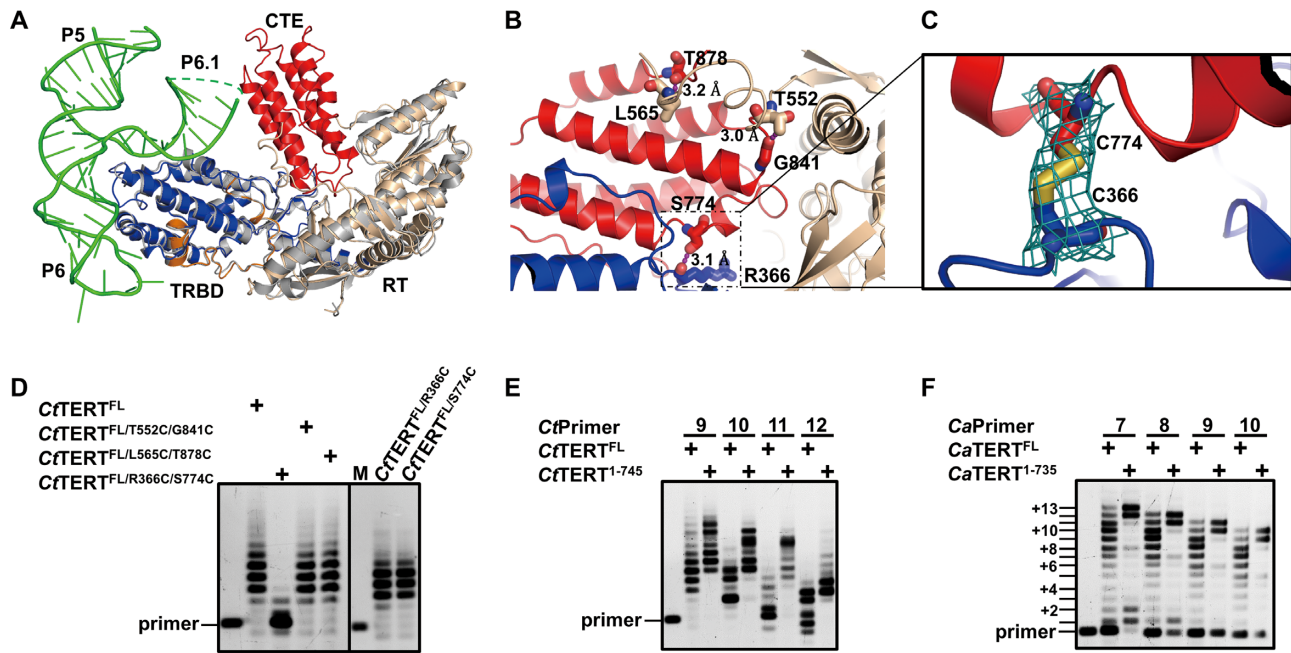 A
P5
CTE
P6.1
P6
TRBD
RT
B
T878
3.2 Å
L565
T552
3.0 Å
G841
S774
3.1 Å
R366
C
C774
C366
D
CtTERTFL +
CtTERTFL/T552C/G841C +
CtTERTFL/L565C/T878C +
CtTERTFL/R366C/S774C +
M
CtTERTFL/R366C
CtTERTFL/S774C
primer
E
CtPrimer 9 10 11 12
CtTERTFL + + + +
CtTERT1-745 + + + +
primer
F
CaPrimer 7 8 9 10
CaTERTFL + + + +
CaTERT1-735 + + + +
+13
+10
+8
+6
+4
+2
primer